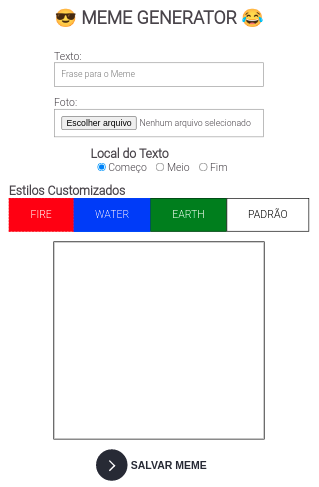 😎 MEME GENERATOR 😂
Texto:
Frase para o Meme
Foto:
Escolher arquivo Nenhum arquivo selecionado
Local do Texto
Começo Meio Fim
Estilos Customizados
FIRE WATER EARTH PADRÃO
SALVAR MEME